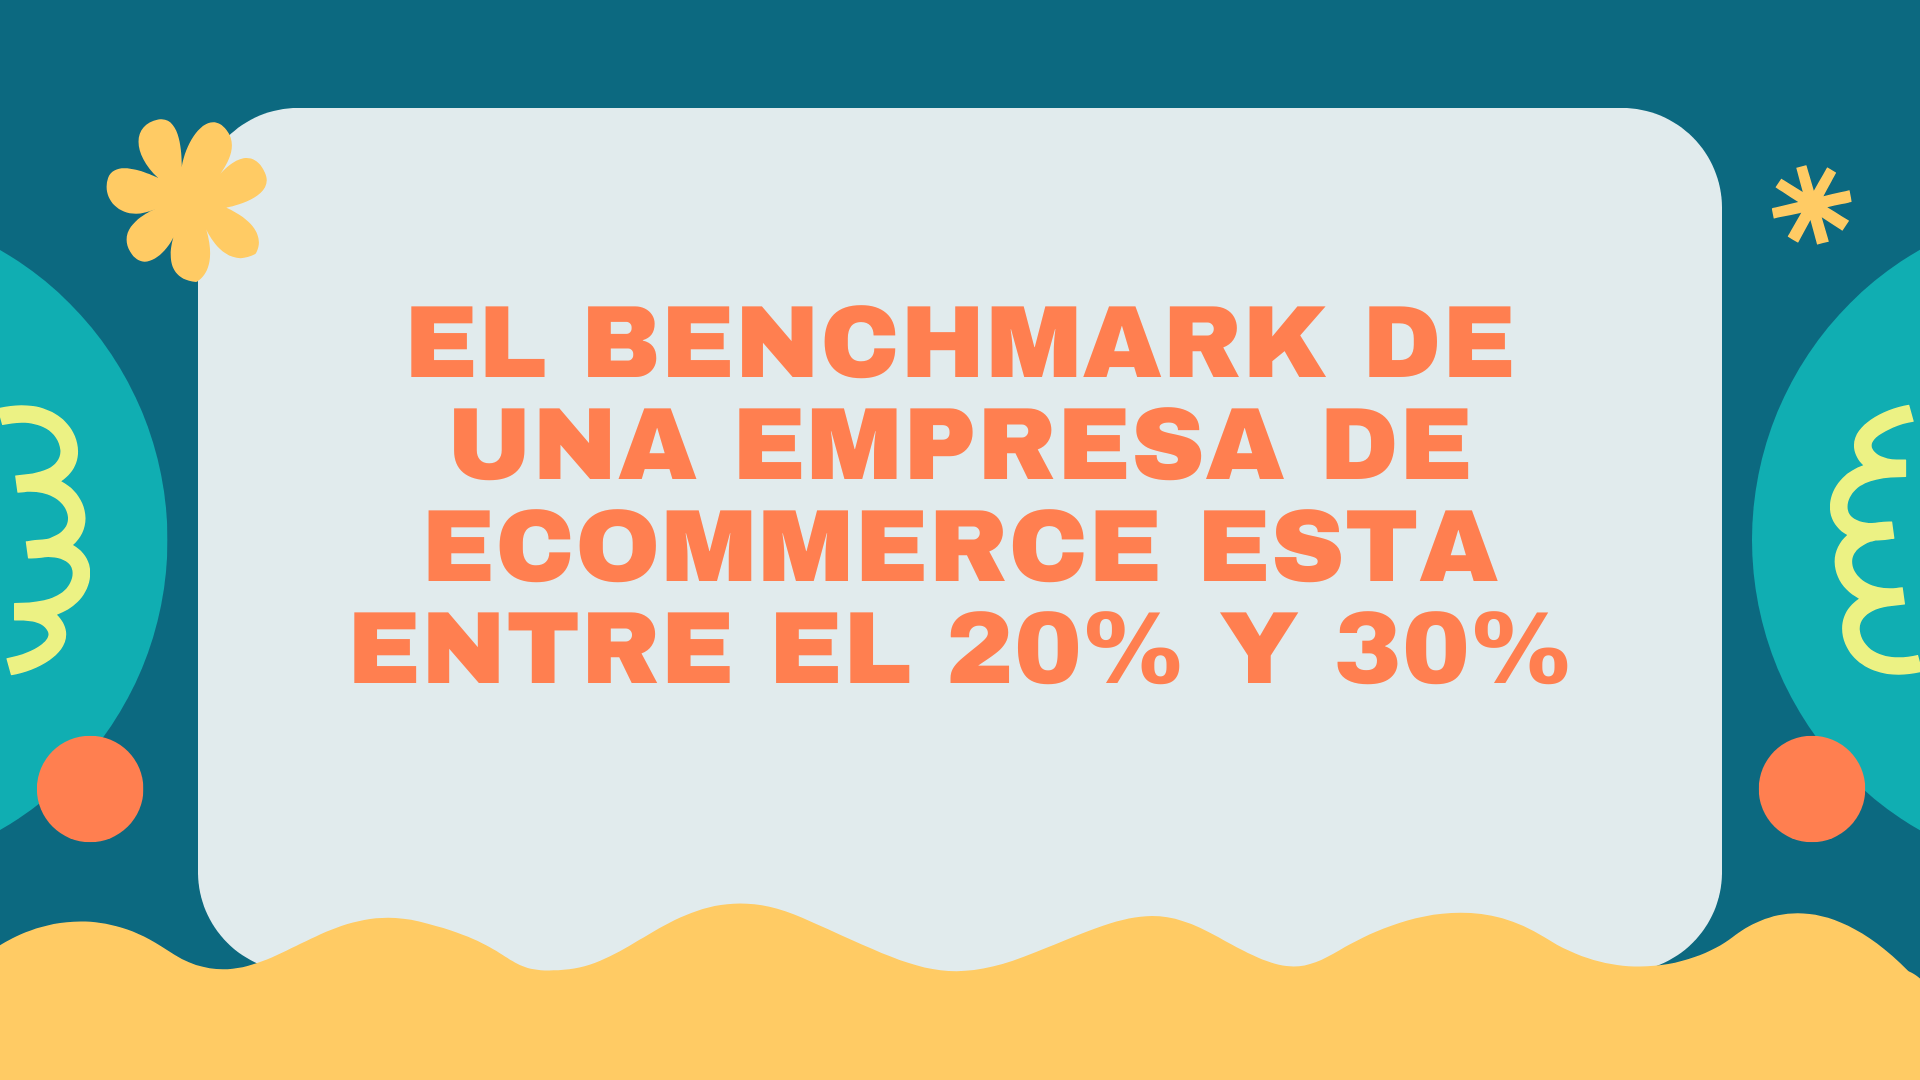 EL BENCHMARK DE
UNA EMPRESA DE
ECOMMERCE ESTA
ENTRE EL 20% Y 30%